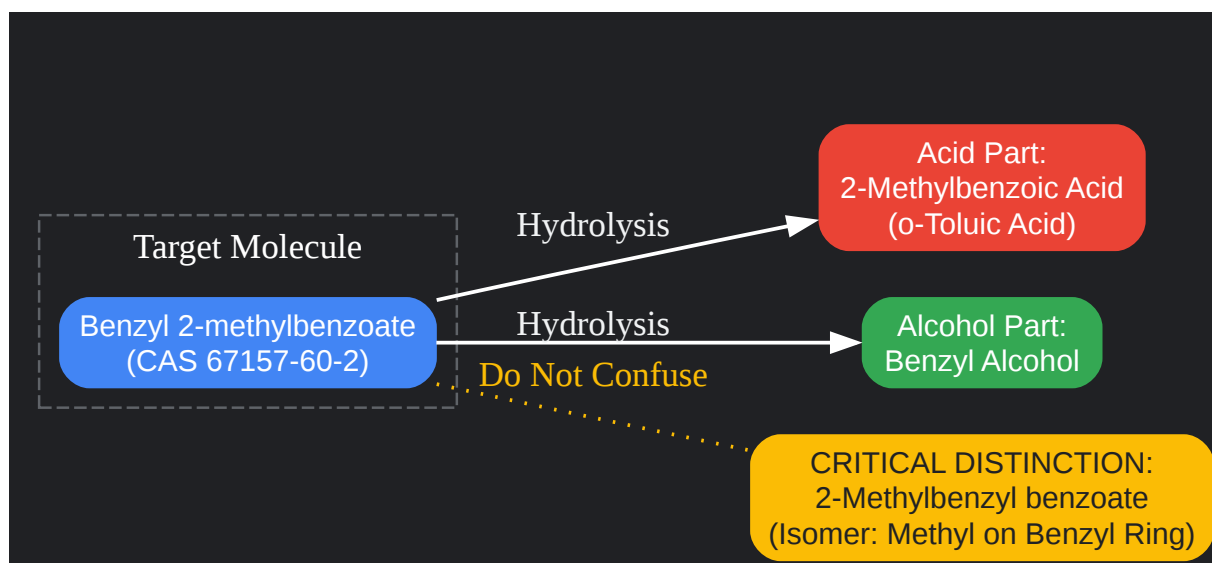 Target Molecule
Benzyl 2-methylbenzoate
(CAS 67157-60-2)
Hydrolysis
Hydrolysis
Do Not Confuse
Acid Part:
2-Methylbenzoic Acid
(o-Toluic Acid)
Alcohol Part:
Benzyl Alcohol
CRITICAL DISTINCTION:
2-Methylbenzyl benzoate
(Isomer: Methyl on Benzyl Ring)